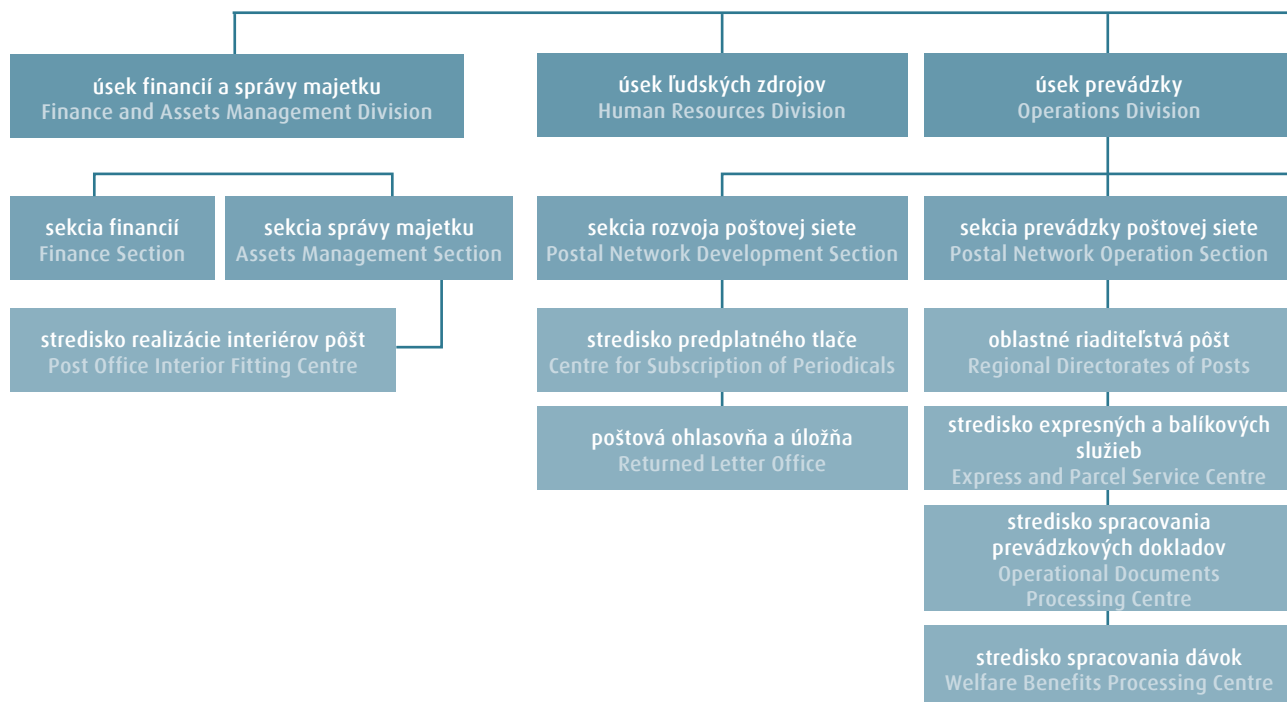 úsek financií a správy majetku
Finance and Assets Management Division
úsek ľudských zdrojov
Human Resources Division
úsek prevádzky
Operations Division
sekcia financií
Finance Section
sekcia správy majetku
Assets Management Section
sekcia rozvoja poštovej siete
Postal Network Development Section
sekcia prevádzky poštovej siete
Postal Network Operation Section
stredisko realizácie interiérov pôšt
Post Office Interior Fitting Centre
stredisko predplatného tlače
Centre for Subscription of Periodicals
oblastné riaditeľstvá pôšt
Regional Directorates of Posts
poštová ohlasovňa a úložňa
Returned Letter Office
stredisko expresných a balíkových
služieb
Express and Parcel Service Centre
stredisko spracovania
prevádzkových dokladov
Operational Documents
Processing Centre
stredisko spracovania dávok
Welfare Benefits Processing Centre